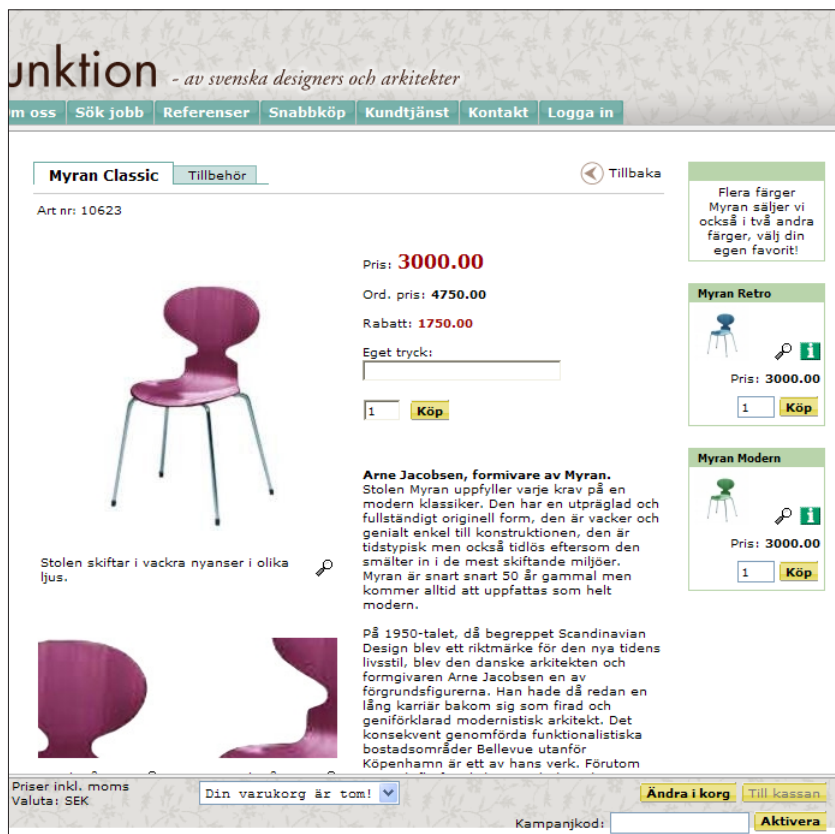 unktion - av svenska designers och arkitekter
m oss Sök jobb Referenser Snabbköp Kundtjänst Kontakt Logga in
Myran Classic Tillbehör Tillbaka
Art nr: 10623
Pris: 3000.00
Ord. pris: 4750.00
Rabatt: 1750.00
Eget tryck:
1 Köp
Stolen skiftar i vackra nyanser i olika
ljus.
Arne Jacobsen, formivare av Myran.
Stolen Myran uppfyller varje krav på en
modern klassiker. Den har en utpräglad och
fullständigt originell form, den är vacker och
genialt enkel till konstruktionen, den är
tidstypisk men också tidlös eftersom den
smälter in i de mest skiftande miljöer.
Myran är snart snart 50 år gammal men
kommer alltid att uppfattas som helt
modern.
På 1950-talet, då begreppet Scandinavian
Design blev ett riktmärke för den nya tidens
livsstil, blev den danske arkitekten och
formgivaren Arne Jacobsen en av
förgrundsfigurerna. Han hade då redan en
lång karriär bakom sig som firad och
geniförklarad modernistisk arkitekt. Det
konsekvent genomförda funktionalistiska
bostadsområder Bellevue utanför
Köpenhamn är ett av hans verk. Förutom
Flera färger
Myran säljer vi
också i två andra
färger, välj din
egen favorit!
Myran Retro
Pris: 3000.00
1 Köp
Myran Modern
Pris: 3000.00
1 Köp
Priser inkl. moms
Valuta: SEK
Din varukorg är tom!
Ändra i korg Till kassan
Kampanjkod: Aktivera